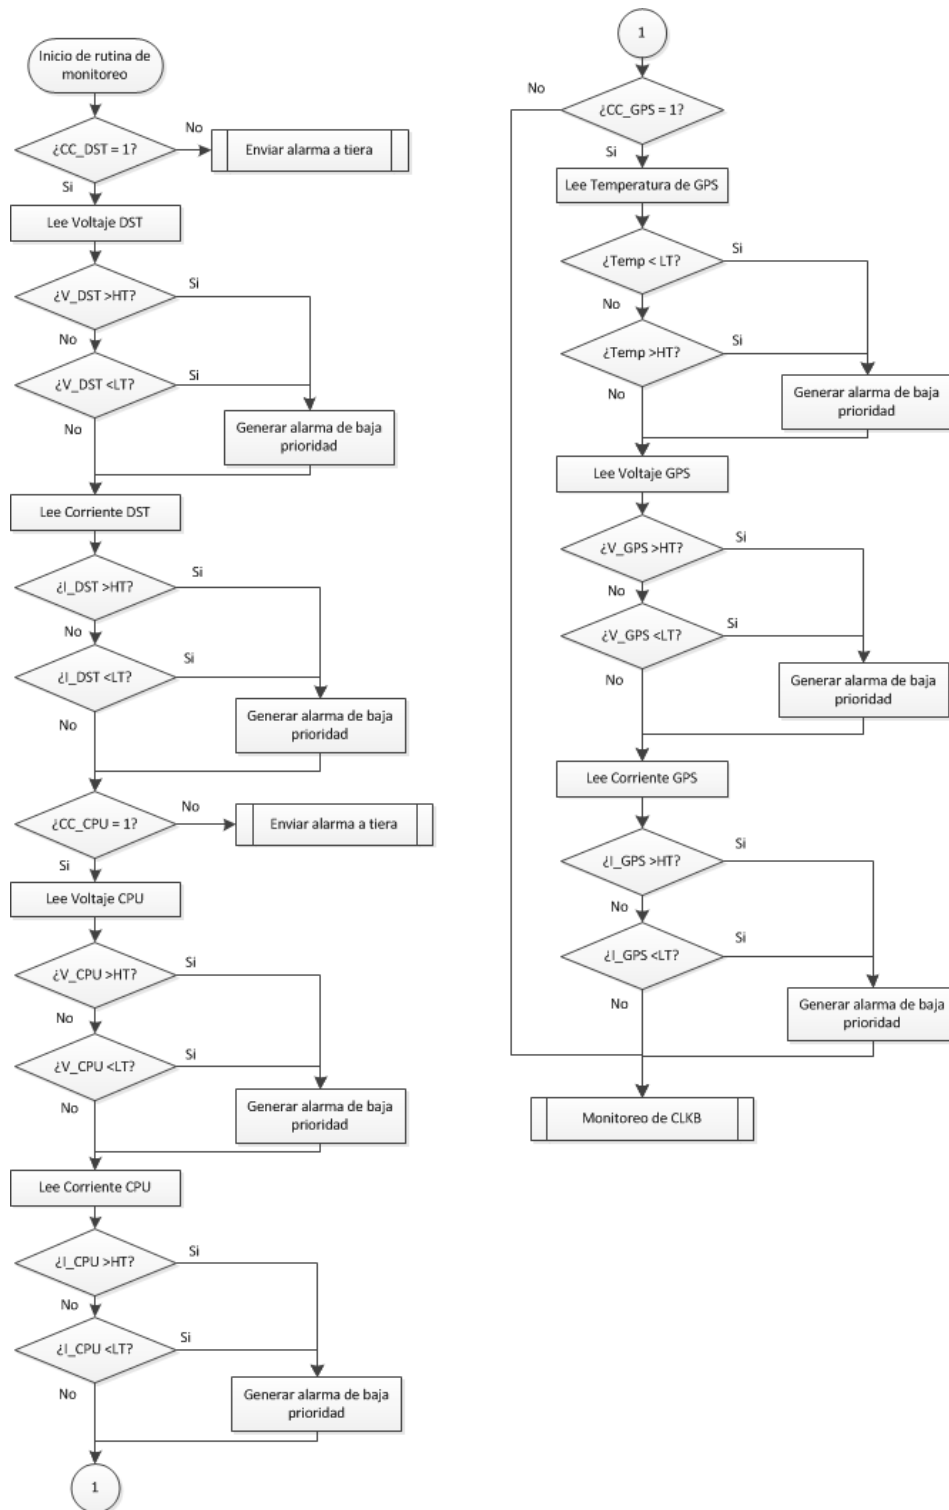 Inicio de rutina de
monitoreo
¿CC_DST = 1?
No
Enviar alarma a tiera
Si
Lee Voltaje DST
¿V_DST >HT?
Si
No
¿V_DST <LT?
Si
No
Generar alarma de baja
prioridad
Lee Corriente DST
¿I_DST >HT?
Si
No
¿I_DST <LT?
Si
No
Generar alarma de baja
prioridad
¿CC_CPU = 1?
No
Enviar alarma a tiera
Si
Lee Voltaje CPU
¿V_CPU >HT?
Si
No
¿V_CPU <LT?
Si
No
Generar alarma de baja
prioridad
Lee Corriente CPU
¿I_CPU >HT?
Si
No
¿I_CPU <LT?
Si
No
Generar alarma de baja
prioridad
1
1
No
¿CC_GPS = 1?
Si
Lee Temperatura de GPS
¿Temp < LT?
Si
No
¿Temp >HT?
Si
No
Generar alarma de baja
prioridad
Lee Voltaje GPS
¿V_GPS >HT?
Si
No
¿V_GPS <LT?
Si
No
Generar alarma de baja
prioridad
Lee Corriente GPS
¿I_GPS >HT?
Si
No
¿I_GPS <LT?
Si
No
Generar alarma de baja
prioridad
Monitoreo de CLKB